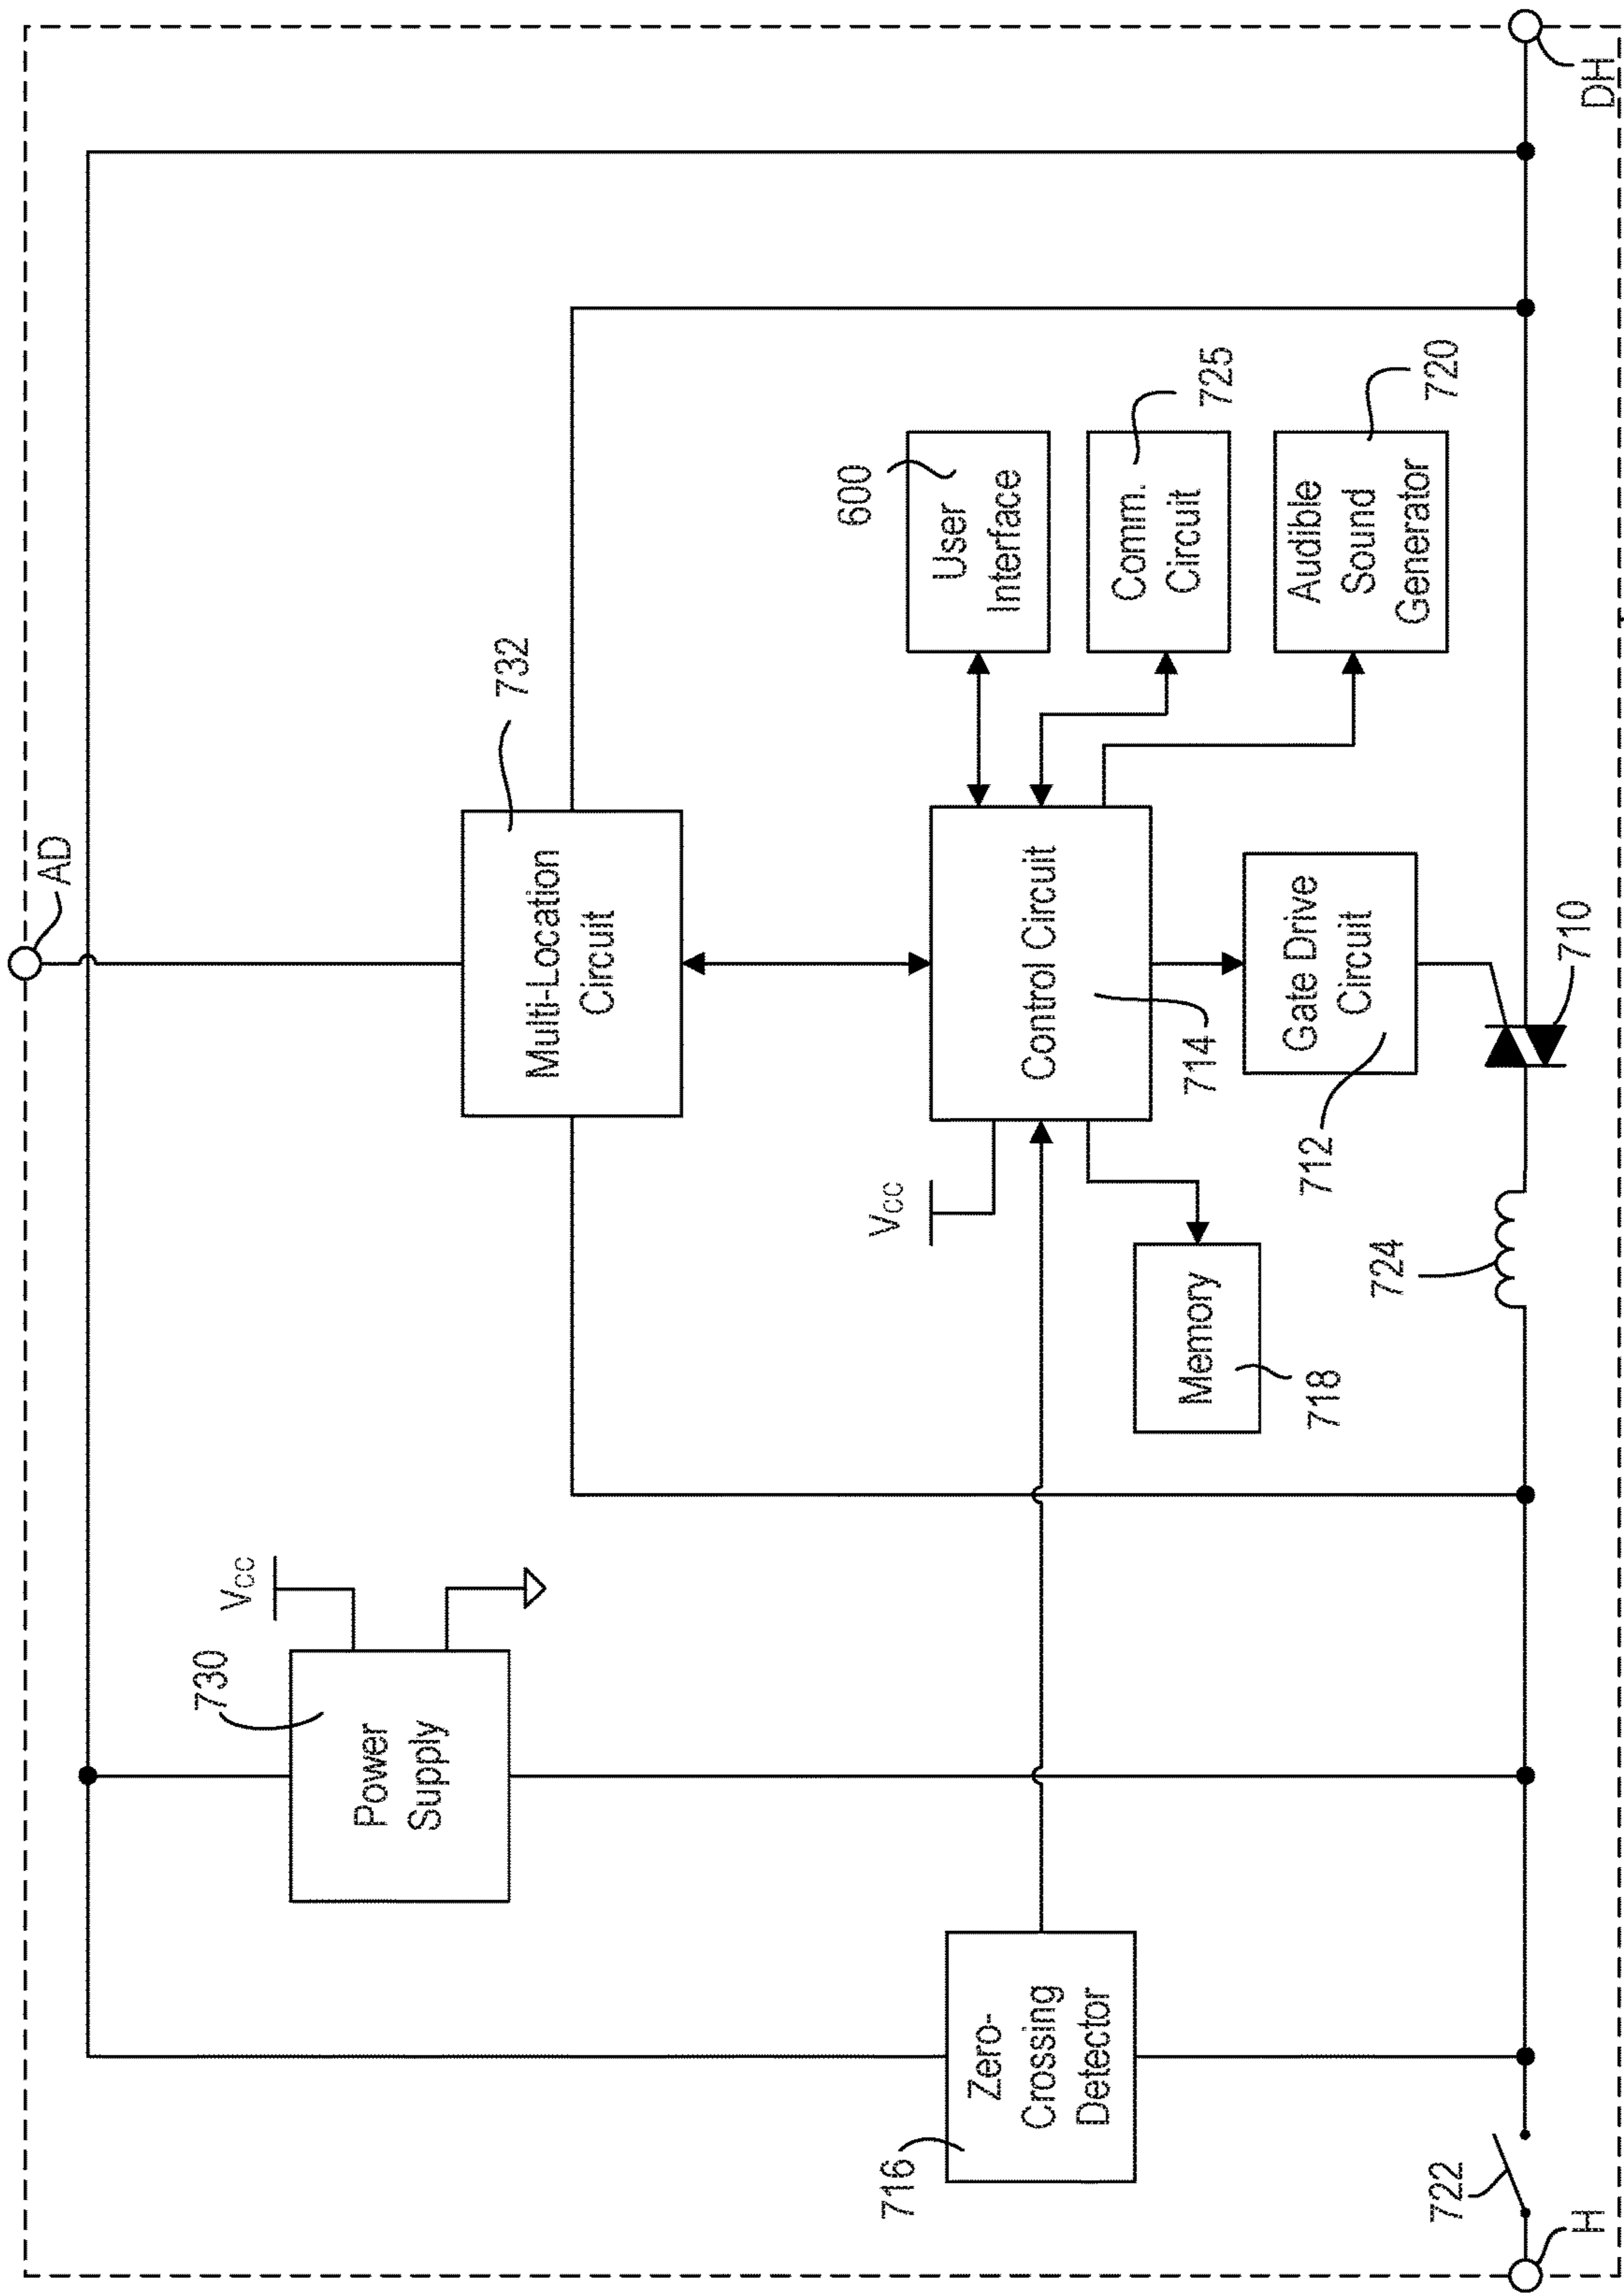 AD
730
Power
Supply
VCC
732
Multi-Location
Circuit
600
User
Interface
VCC
Control Circuit
714
725
Comm.
Circuit
720
Audible
Sound
Generator
716
Zero-
Crossing
Detector
Memory
718
712
Gate Drive
Circuit
710
724
722
H
DH